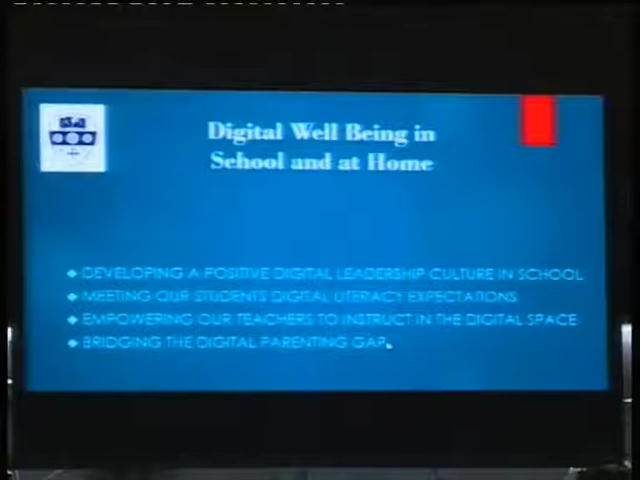 Digital Well Being in
School and at Home
❖ DEVELOPING A POSITIVE DIGITAL LEADERSHIP CULTURE IN SCHOOL
❖ MEETING OUR STUDENTS DIGITAL LITERACY EXPECTATIONS
❖ EMPOWERING OUR TEACHERS TO INSTRUCT IN THE DIGITAL SPACE
❖ BRIDGING THE DIGITAL PARENTING GAP